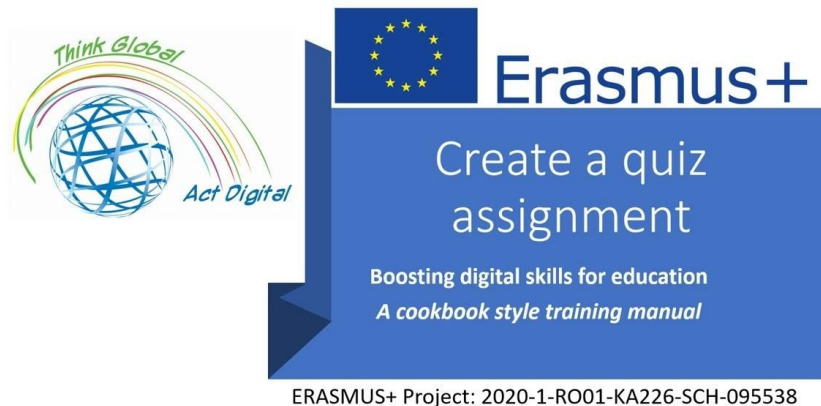 Think Global
Act Digital
Erasmus+
Create a quiz
assignment
Boosting digital skills for education
A cookbook style training manual
ERASMUS+ Project: 2020-1-RO01-KA226-SCH-095538